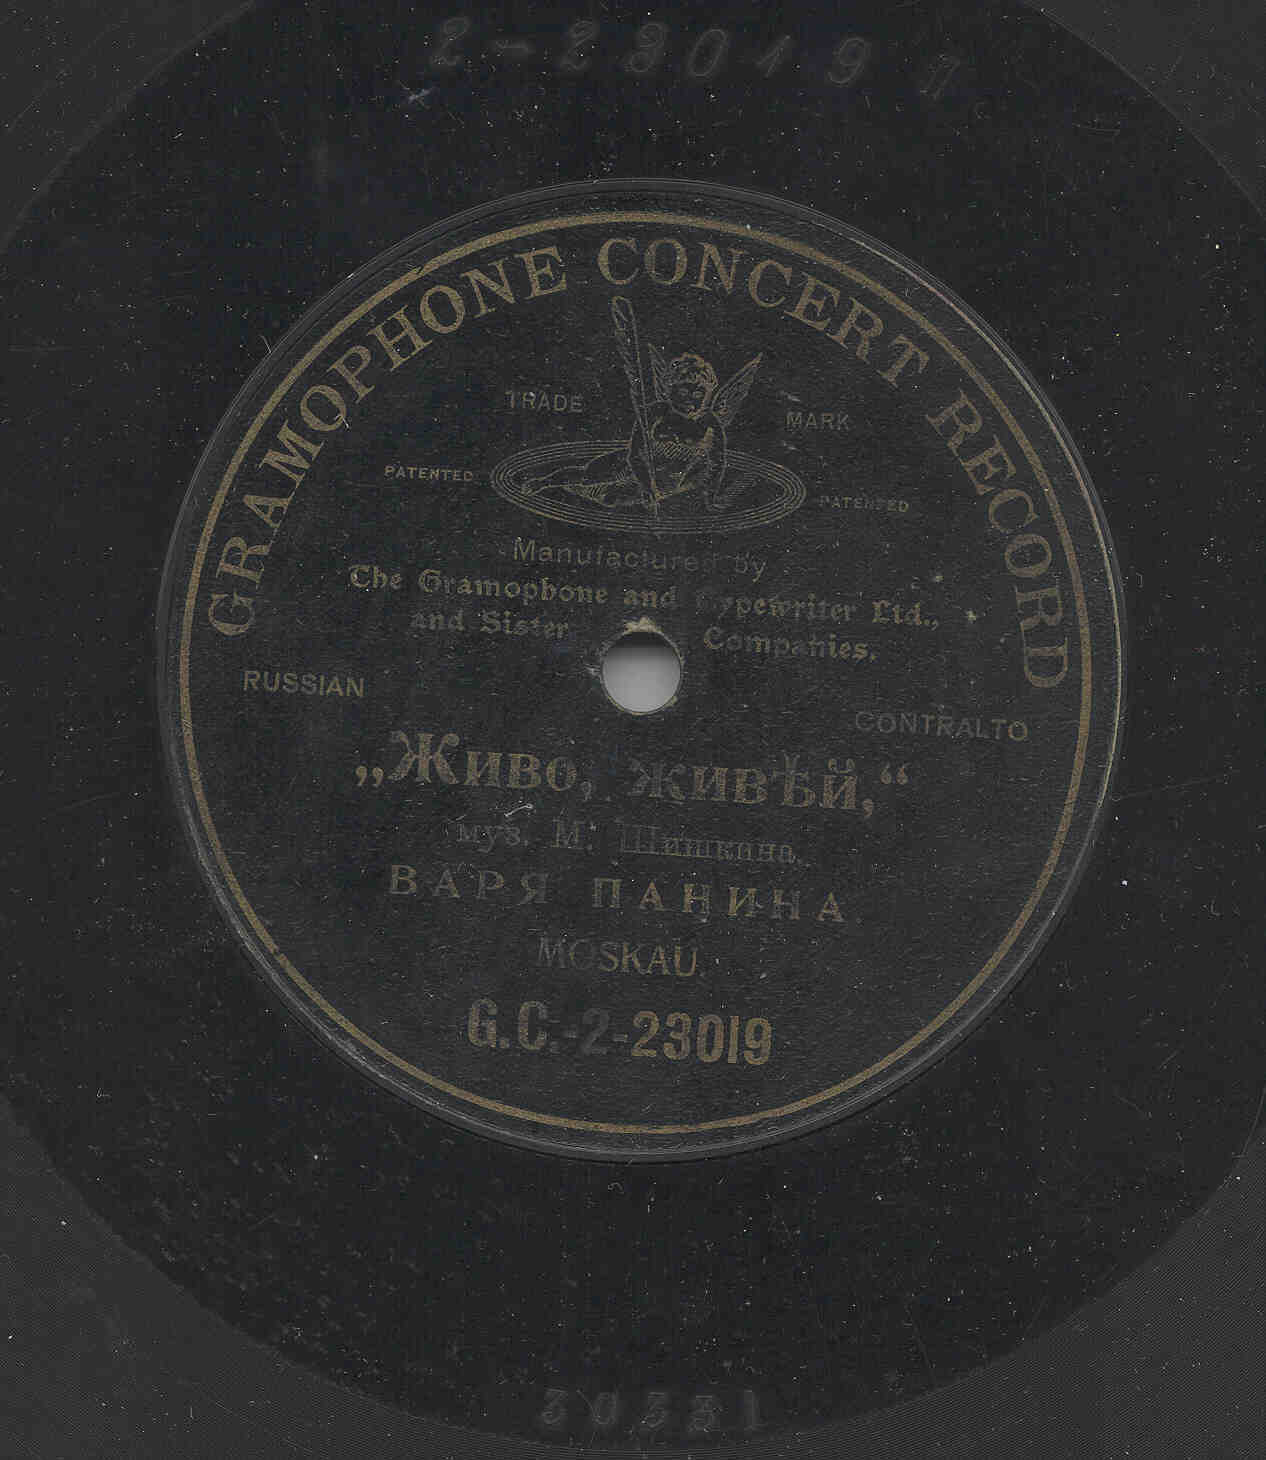 2-23019
GRAMOPHONE CONCERT RECORD
TRADE MARK
PATENTED PATENTED
Manufactured by
The Gramophone and Typewriter Ltd.,
and Sister Companies.
RUSSIAN
CONTRALTO
„Живо, живѣй,“
муз. М. Шишкина.
ВАРЯ ПАНИНА.
MOSKAU.
G.C.-2-23019
30331